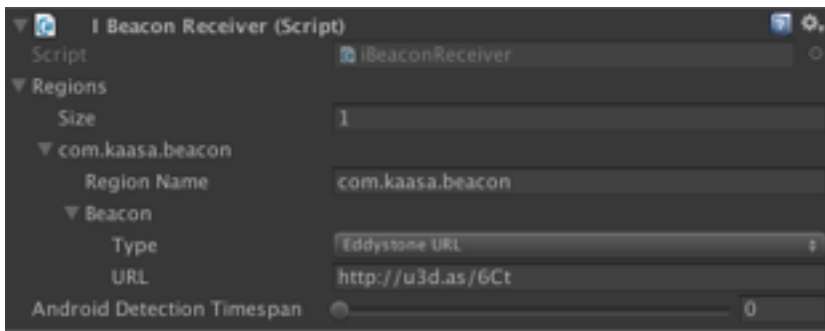 I Beacon Receiver (Script)
Script iBeaconReceiver
Regions
Size 1
com.kaasa.beacon
Region Name com.kaasa.beacon
Beacon
Type Eddystone URL
URL http://u3d.as/6Ct
Android Detection Timespan 0